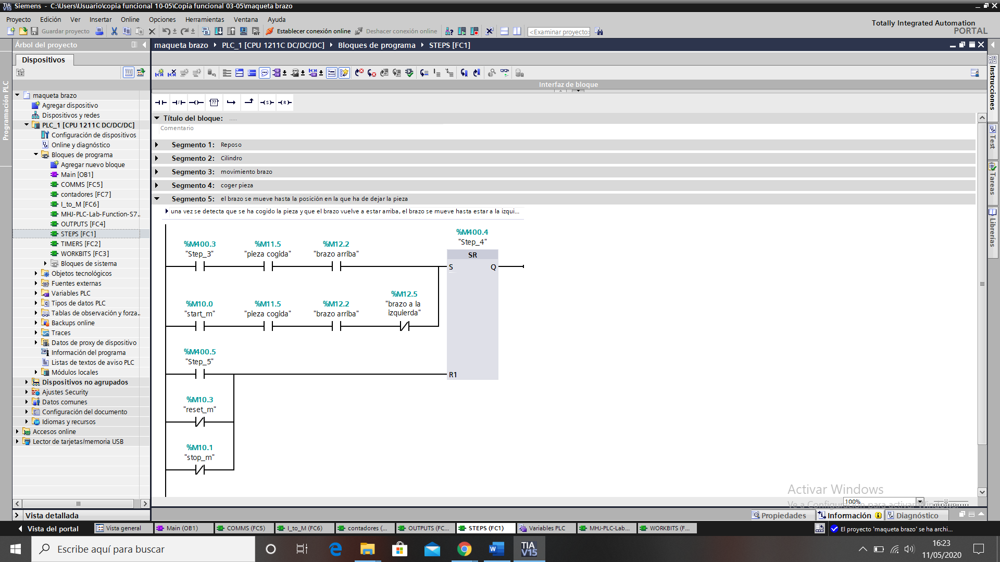 Siemens - C:\Users\Usuario\copia funcional 10-05\Copia funcional 03-05\maqueta brazo
Proyecto Edición Ver Insertar Online Opciones Herramientas Ventana Ayuda
Totally Integrated Automation
PORTAL
Guardar proyecto Establecer conexión online Deshacer conexión online <Examinar proyecto>
Árbol del proyecto
maqueta brazo PLC_1 [CPU 1211C DC/DC/DC] Bloques de programa STEPS [FC1]
Dispositivos
Programación PLC
maqueta brazo
Agregar dispositivo
Dispositivos y redes
PLC_1 [CPU 1211C DC/DC/DC]
Configuración de dispositivos
Online y diagnóstico
Bloques de programa
Agregar nuevo bloque
Main [OB1]
COMMS [FC5]
contadores [FC7]
I_to_M [FC6]
MHJ-PLC-Lab-Function-S7..
OUTPUTS [FC4]
STEPS [FC1]
TIMERS [FC2]
WORKBITS [FC3]
Bloques de sistema
Objetos tecnológicos
Fuentes externas
Variables PLC
Tipos de datos PLC
Tablas de observación y forza..
Backups online
Traces
Datos de proxy de dispositivo
Información del programa
Listas de textos de aviso PLC
Módulos locales
Dispositivos no agrupados
Ajustes Security
Datos comunes
Configuración del documento
Idiomas y recursos
Accesos online
Lector de tarjetas/memoria USB
Vista detallada
Interfaz de bloque
Título del bloque: .....
Comentario
Segmento 1: Reposo
Segmento 2: Cilindro
Segmento 3: movimiento brazo
Segmento 4: coger pieza
Segmento 5: el brazo se mueve hasta la posición en la que ha de dejar la pieza
una vez se detecta que se ha cogido la pieza y que el brazo vuelve a estar arriba, el brazo se mueve hasta estar a la izqui...
%M400.4
"Step_4"
%M400.3 %M11.5 %M12.2
"Step_3" "pieza cogida" "brazo arriba"
SR
S Q
%M12.5
"brazo a la
izquierda"
%M10.0 %M11.5 %M12.2
"start_m" "pieza cogida" "brazo arriba"
%M400.5
"Step_5"
R1
%M10.3
"reset_m"
%M10.1
"stop_m"
Instrucciones
Test
Tareas
Librerías
Activar Windows
Ve a Configuración para activar Windows.
100%
Propiedades Información Diagnóstico
Vista del portal Vista general Main (OB1) COMMS (FC5) I_to_M (FC6) contadores (... OUTPUTS (FC... STEPS (FC1) Variables PLC MHJ-PLC-Lab... WORKBITS (F... El proyecto 'maqueta brazo' se ha archi...
Escribe aquí para buscar
TIA
V15
16:23
11/05/2020